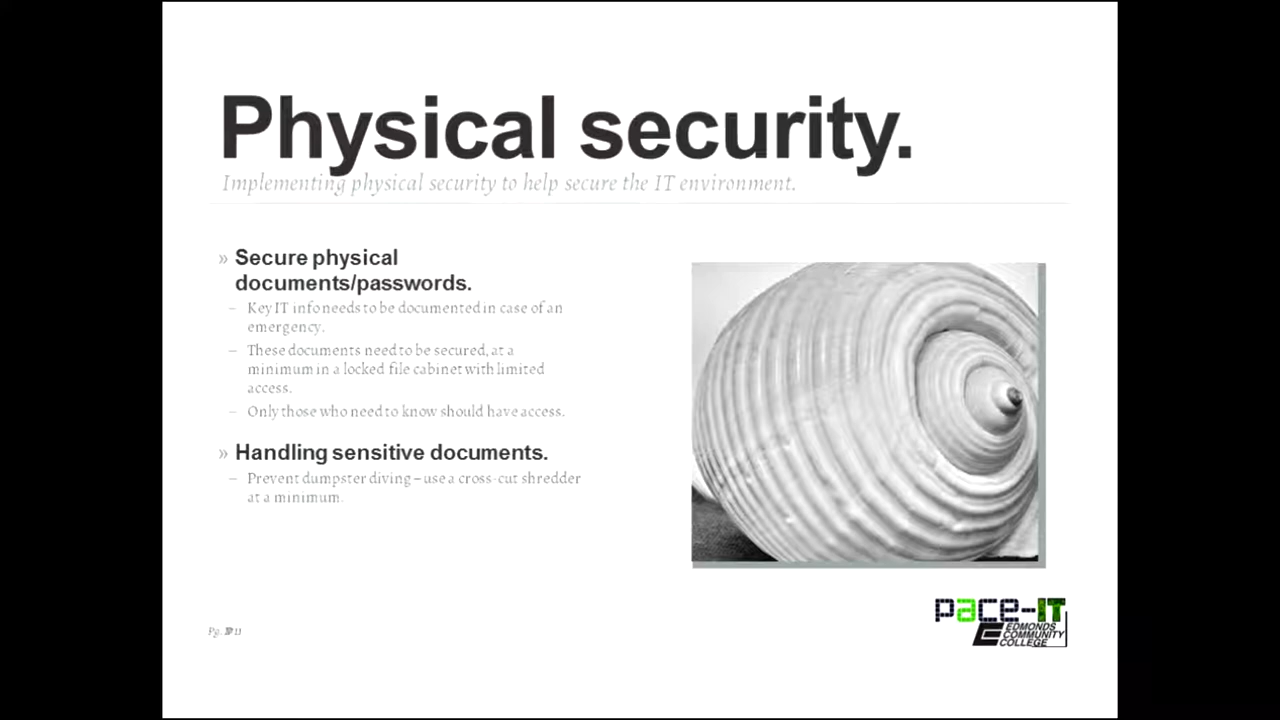 Physical security.
Implementing physical security to help secure the IT environment.
» Secure physical
documents/passwords.
– Key IT info needs to be documented in case of an
emergency.
– These documents need to be secured, at a
minimum in a locked file cabinet with limited
access.
– Only those who need to know should have access.
» Handling sensitive documents.
– Prevent dumpster diving – use a cross-cut shredder
at a minimum.
pace-IT
EDMONDS
COMMUNITY
COLLEGE
Pg. 11